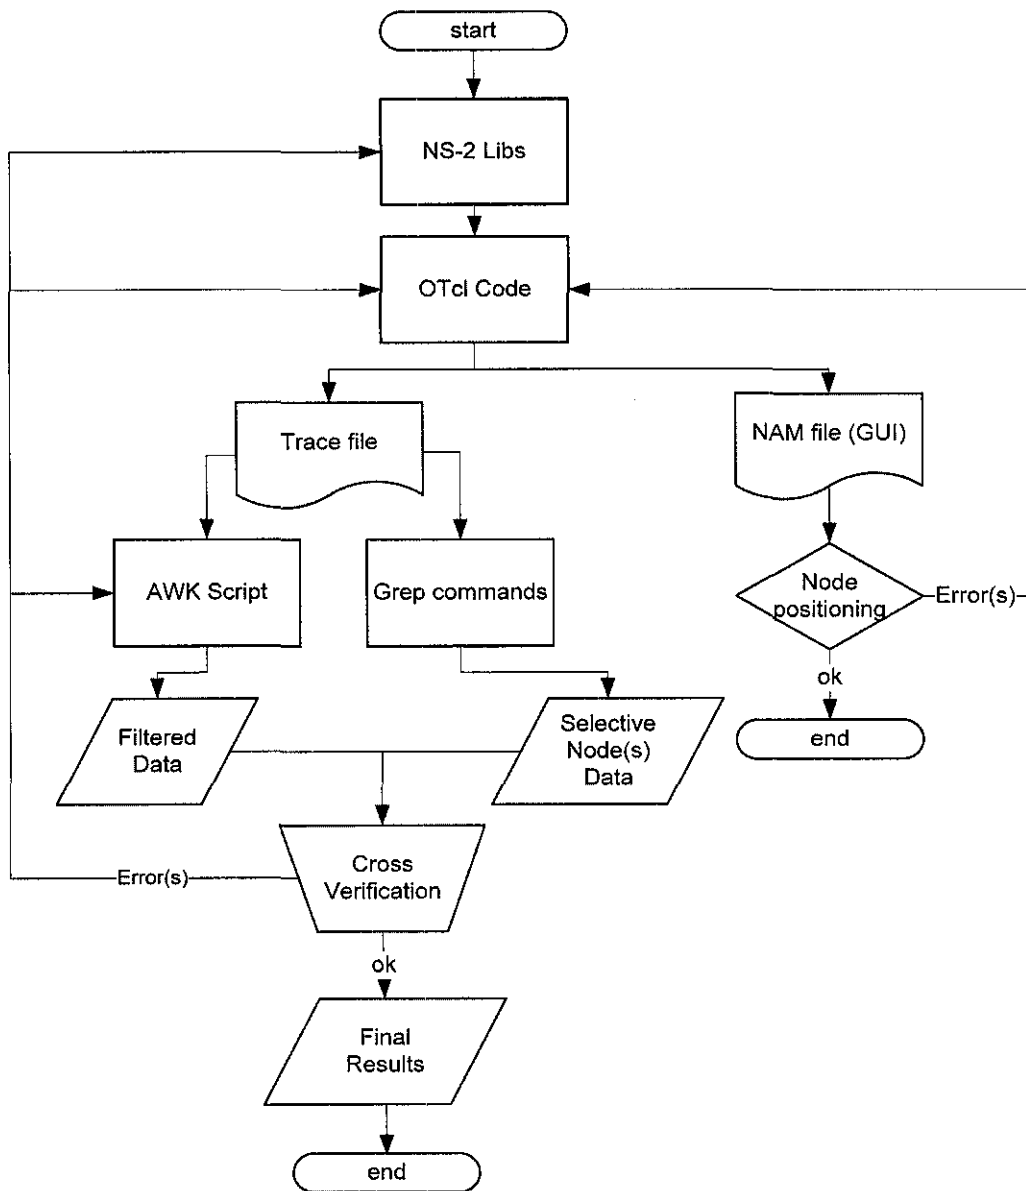 start
NS-2 Libs
OTcl Code
Trace file
NAM file (GUI)
AWK Script
Grep commands
Node
positioning
Error(s)
ok
Filtered
Data
Selective
Node(s)
Data
end
Cross
Verification
Error(s)
ok
Final
Results
end